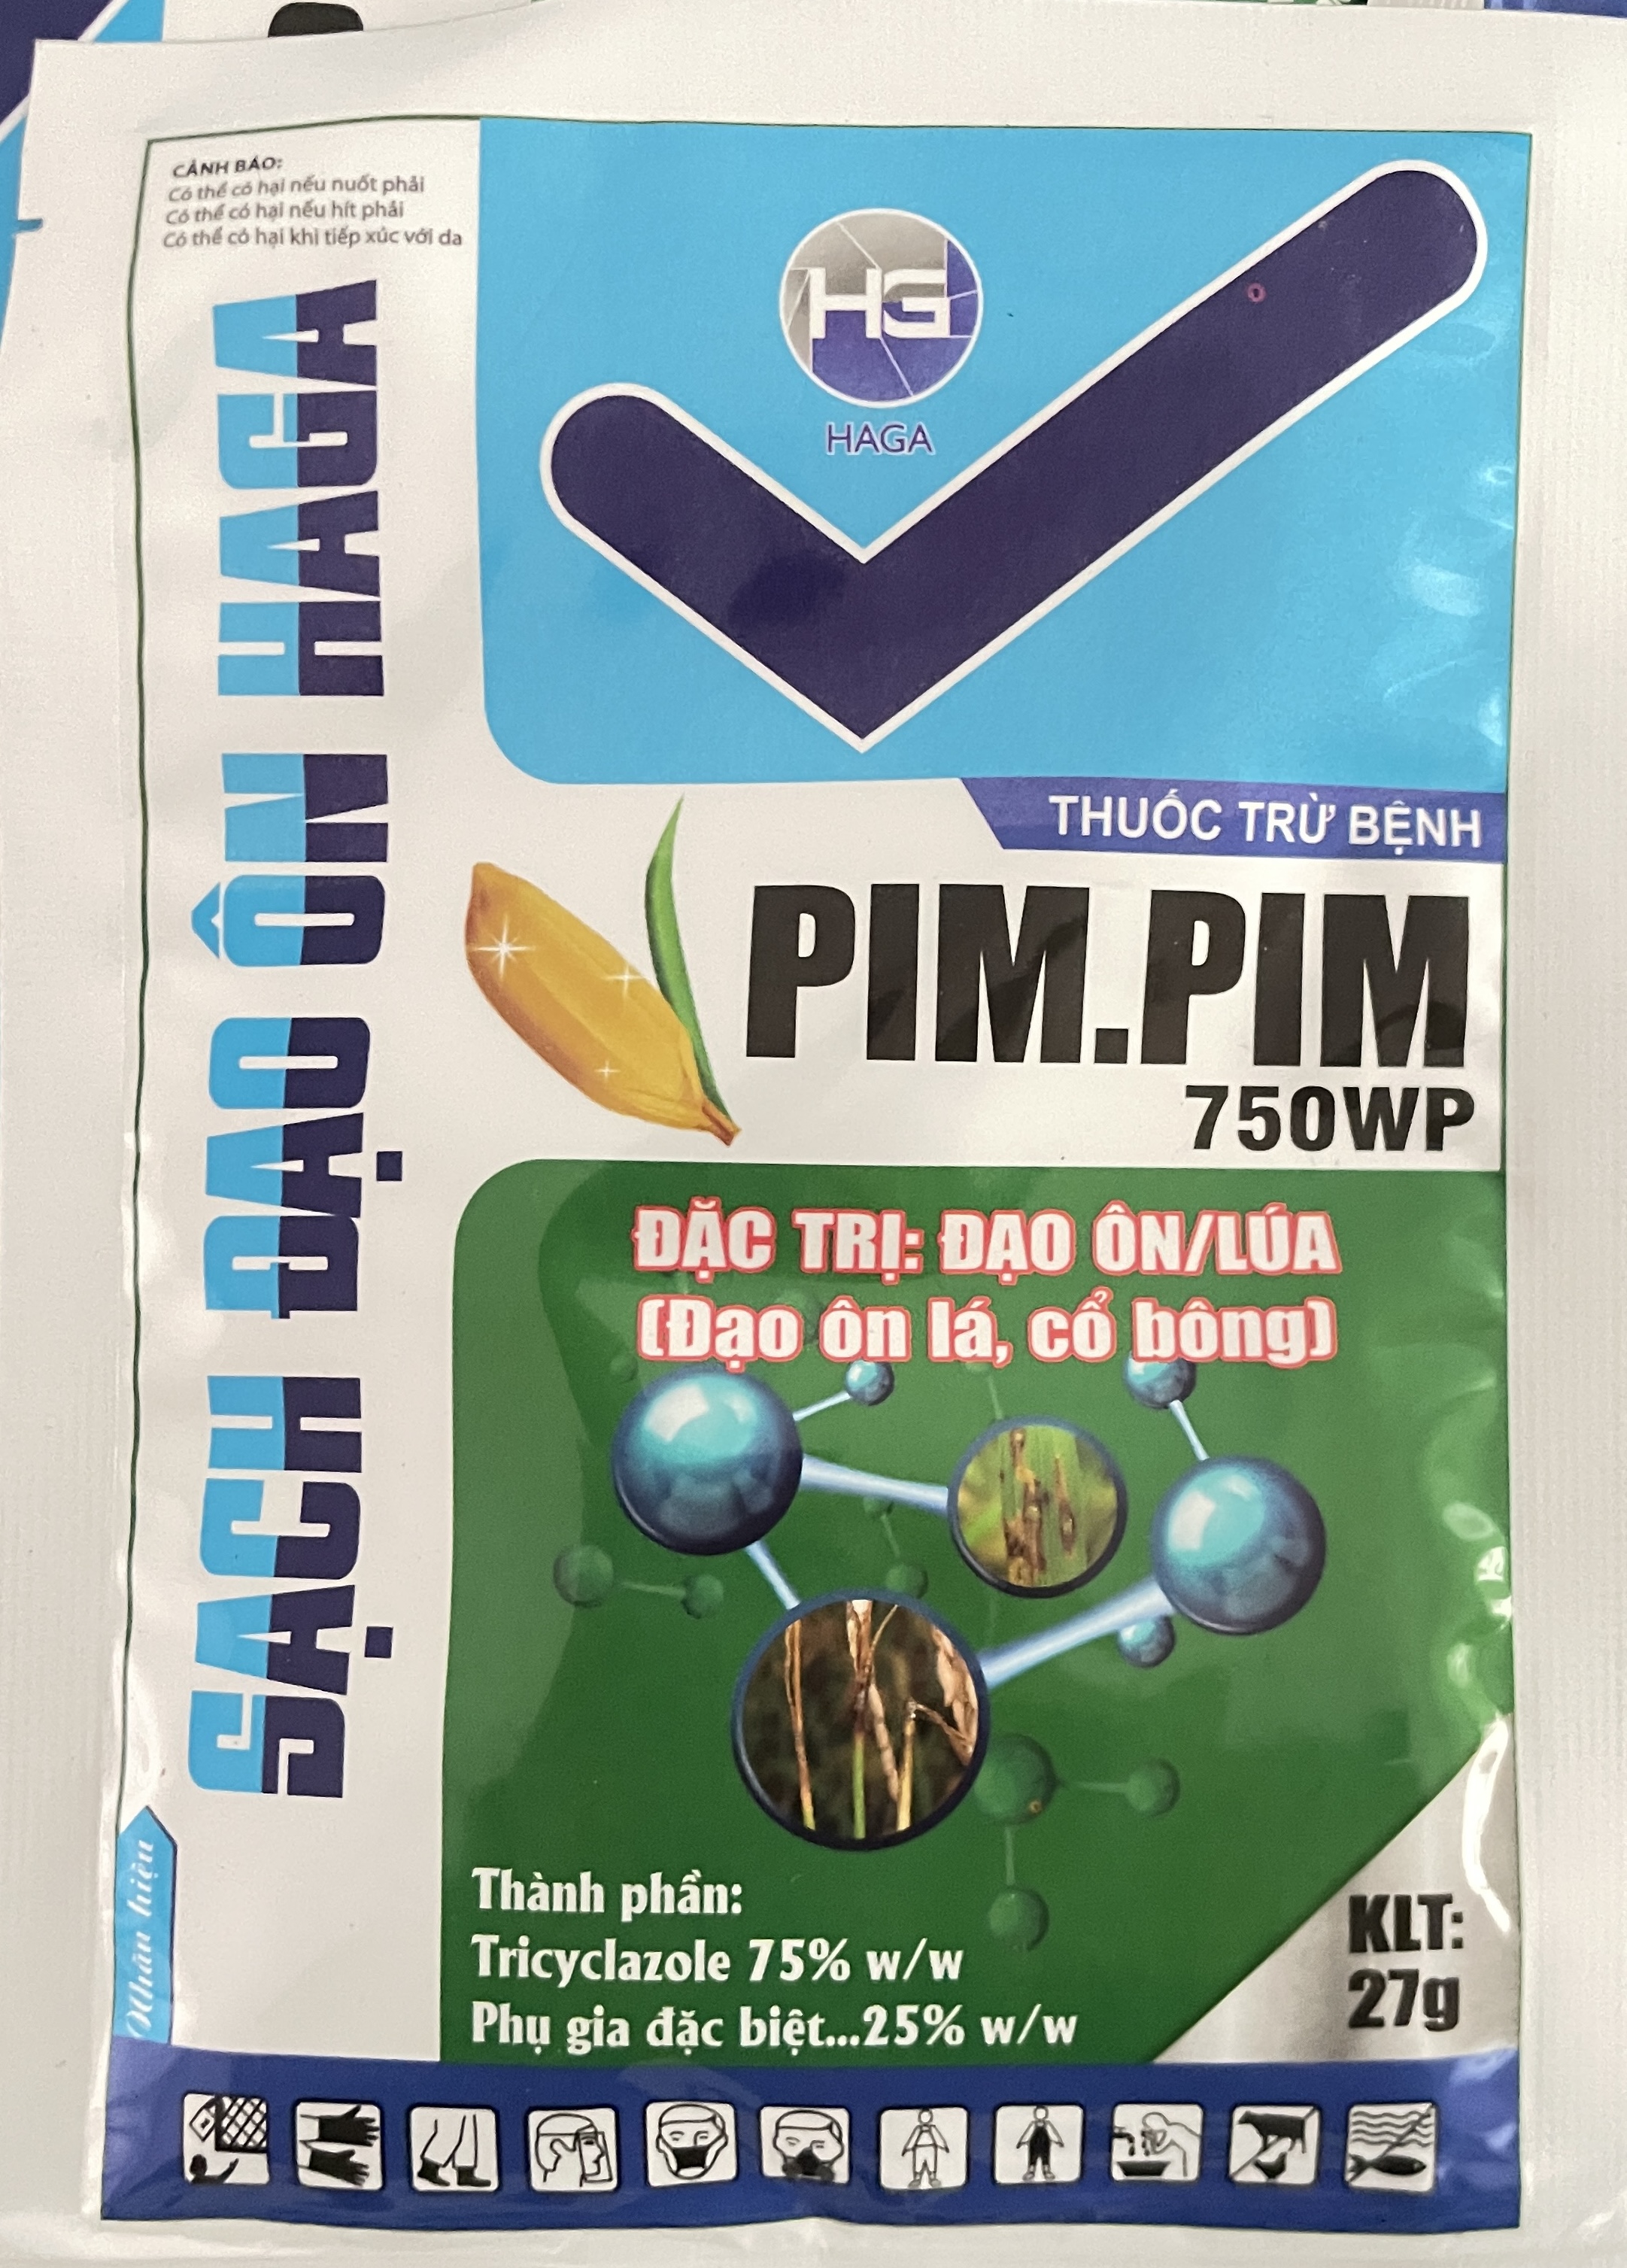 CẢNH BÁO:
Có thể có hại nếu nuốt phải
Có thể có hại nếu hít phải
Có thể có hại khi tiếp xúc với da
HG
HAGA
SẠCH ĐẠO ÔN HAGA
Nhãn hiệu
THUỐC TRỪ BỆNH
PIM.PIM
750WP
ĐẶC TRỊ: ĐẠO ÔN/LÚA
(Đạo ôn lá, cổ bông)
Thành phần:
Tricyclazole 75% w/w
Phụ gia đặc biệt...25% w/w
KLT:
27g